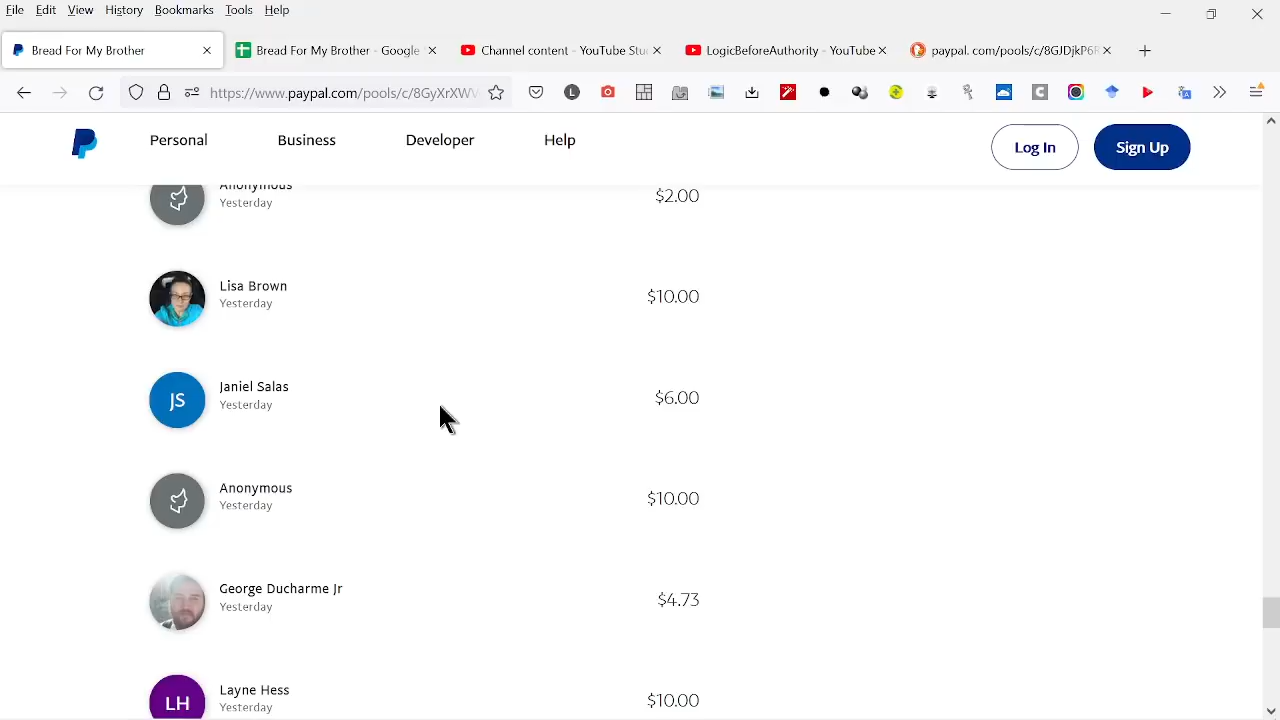 File Edit View History Bookmarks Tools Help
Bread For My Brother
Bread For My Brother - Google
Channel content - YouTube Stu
LogicBeforeAuthority - YouTube
paypal. com/pools/c/8GJDjkP6R
https://www.paypal.com/pools/c/8GyXrXWV
Personal Business Developer Help
Log In
Sign Up
Anonymous
Yesterday
$2.00
Lisa Brown
Yesterday
$10.00
JS
Janiel Salas
Yesterday
$6.00
Anonymous
Yesterday
$10.00
George Ducharme Jr
Yesterday
$4.73
LH
Layne Hess
Yesterday
$10.00